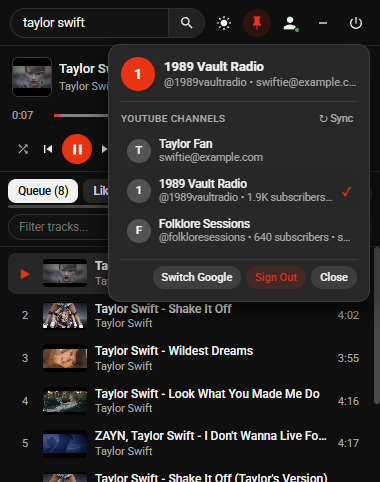 taylor swift
1989 Vault Radio
@1989vaultradio • swiftie@example.c...
Taylor S
Taylor Swi
0:07
YOUTUBE CHANNELS
↻ Sync
T
Taylor Fan
swiftie@example.com
1
1989 Vault Radio
@1989vaultradio • 1.9K subscribers...
✓
F
Folklore Sessions
@folkloresessions • 640 subscribers • s...
Switch Google
Sign Out
Close
Queue (8)
Lik
Filter tracks...
Taylor Swift
2
Taylor Swift - Shake It Off
Taylor Swift
4:02
3
Taylor Swift - Wildest Dreams
Taylor Swift
3:55
4
Taylor Swift - Look What You Made Me Do
Taylor Swift
4:16
5
ZAYN, Taylor Swift - I Don't Wanna Live Fo...
Taylor Swift
4:17
Taylor Swift - Shake It Off (Taylor's Version)